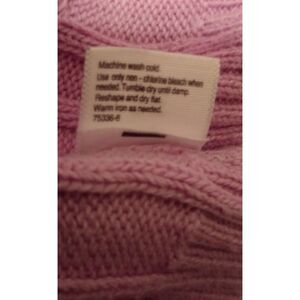 Machine wash cold.
Use only non - chlorine bleach when
needed. Tumble dry until damp.
Reshape and dry flat.
Warm iron as needed.
75336-6